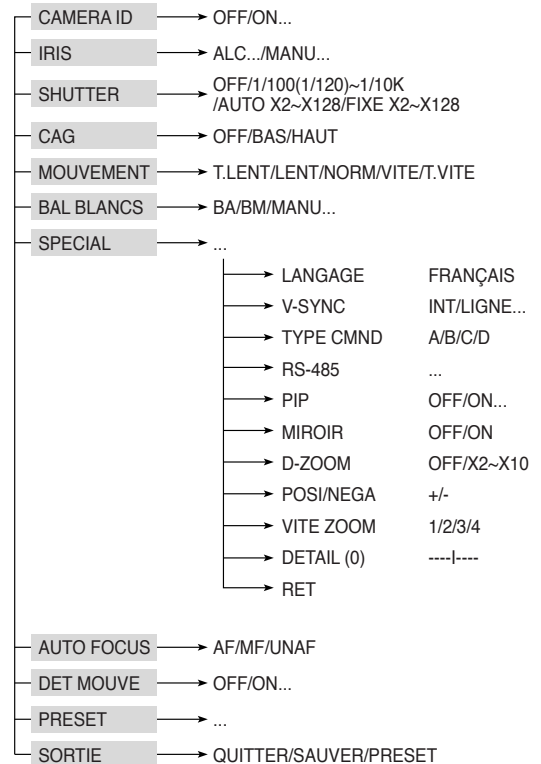 CAMERA ID OFF/ON...
IRIS ALC.../MANU...
SHUTTER OFF/1/100(1/120)~1/10K
/AUTO X2~X128/FIXE X2~X128
CAG OFF/BAS/HAUT
MOUVEMENT T.LENT/LENT/NORM/VITE/T.VITE
BAL BLANCS BA/BM/MANU...
SPECIAL ...
LANGAGE FRANÇAIS
V-SYNC INT/LIGNE...
TYPE CMND A/B/C/D
RS-485 ...
PIP OFF/ON...
MIROIR OFF/ON
D-ZOOM OFF/X2~X10
POSI/NEGA +/-
VITE ZOOM 1/2/3/4
DETAIL (0) ----I----
RET
AUTO FOCUS AF/MF/UNAF
DET MOUVE OFF/ON...
PRESET ...
SORTIE QUITTER/SAUVER/PRESET